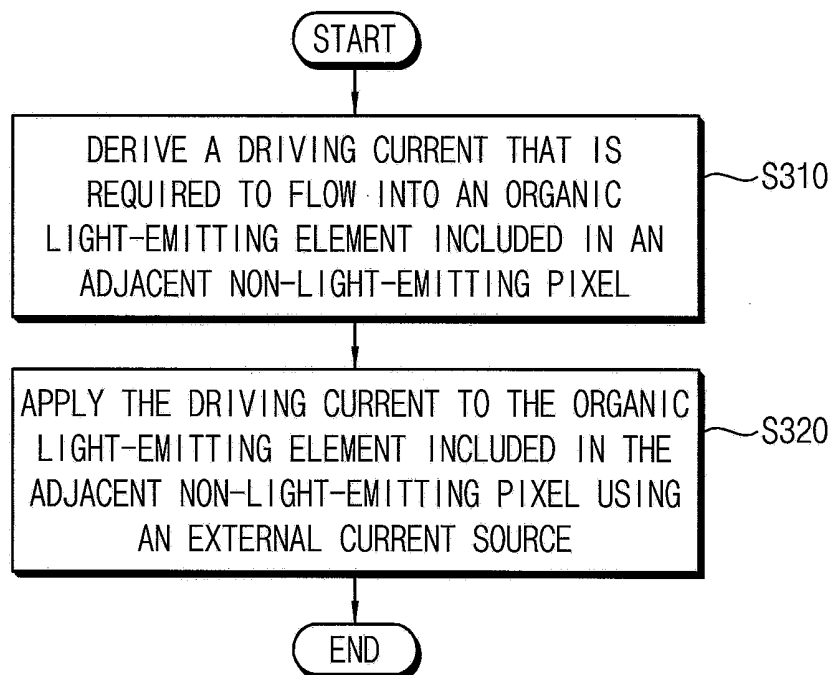 START
DERIVE A DRIVING CURRENT THAT IS
REQUIRED TO FLOW INTO AN ORGANIC
LIGHT-EMITTING ELEMENT INCLUDED IN AN
ADJACENT NON-LIGHT-EMITTING PIXEL
S310
APPLY THE DRIVING CURRENT TO THE ORGANIC
LIGHT-EMITTING ELEMENT INCLUDED IN THE
ADJACENT NON-LIGHT-EMITTING PIXEL USING
AN EXTERNAL CURRENT SOURCE
S320
END